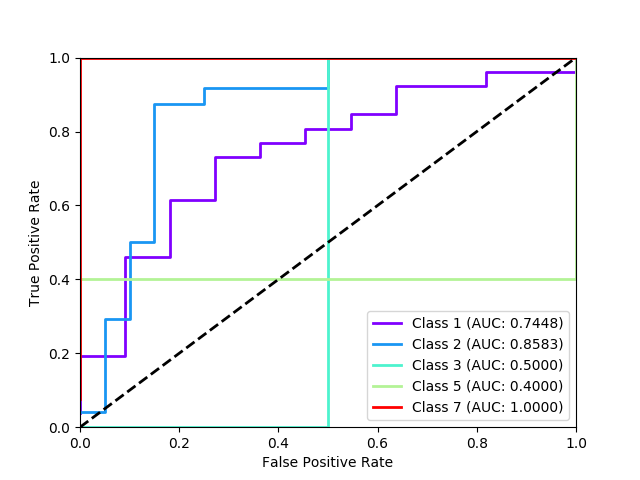 1.0
0.8
0.6
0.4
0.2
0.0
True Positive Rate
Class 1 (AUC: 0.7448)
Class 2 (AUC: 0.8583)
Class 3 (AUC: 0.5000)
Class 5 (AUC: 0.4000)
Class 7 (AUC: 1.0000)
0.0 0.2 0.4 0.6 0.8 1.0
False Positive Rate